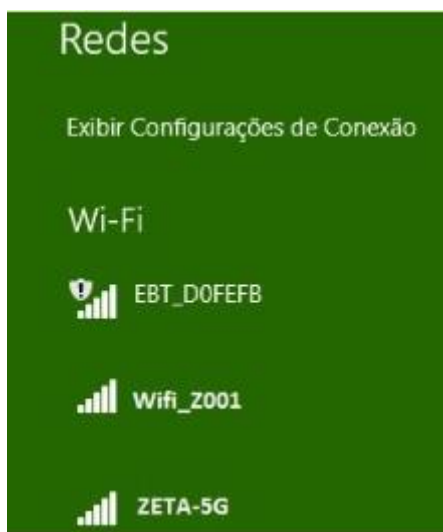 Redes
Exibir Configurações de Conexão
Wi-Fi
EBT_D0FEFB
Wifi_Z001
ZETA-5G